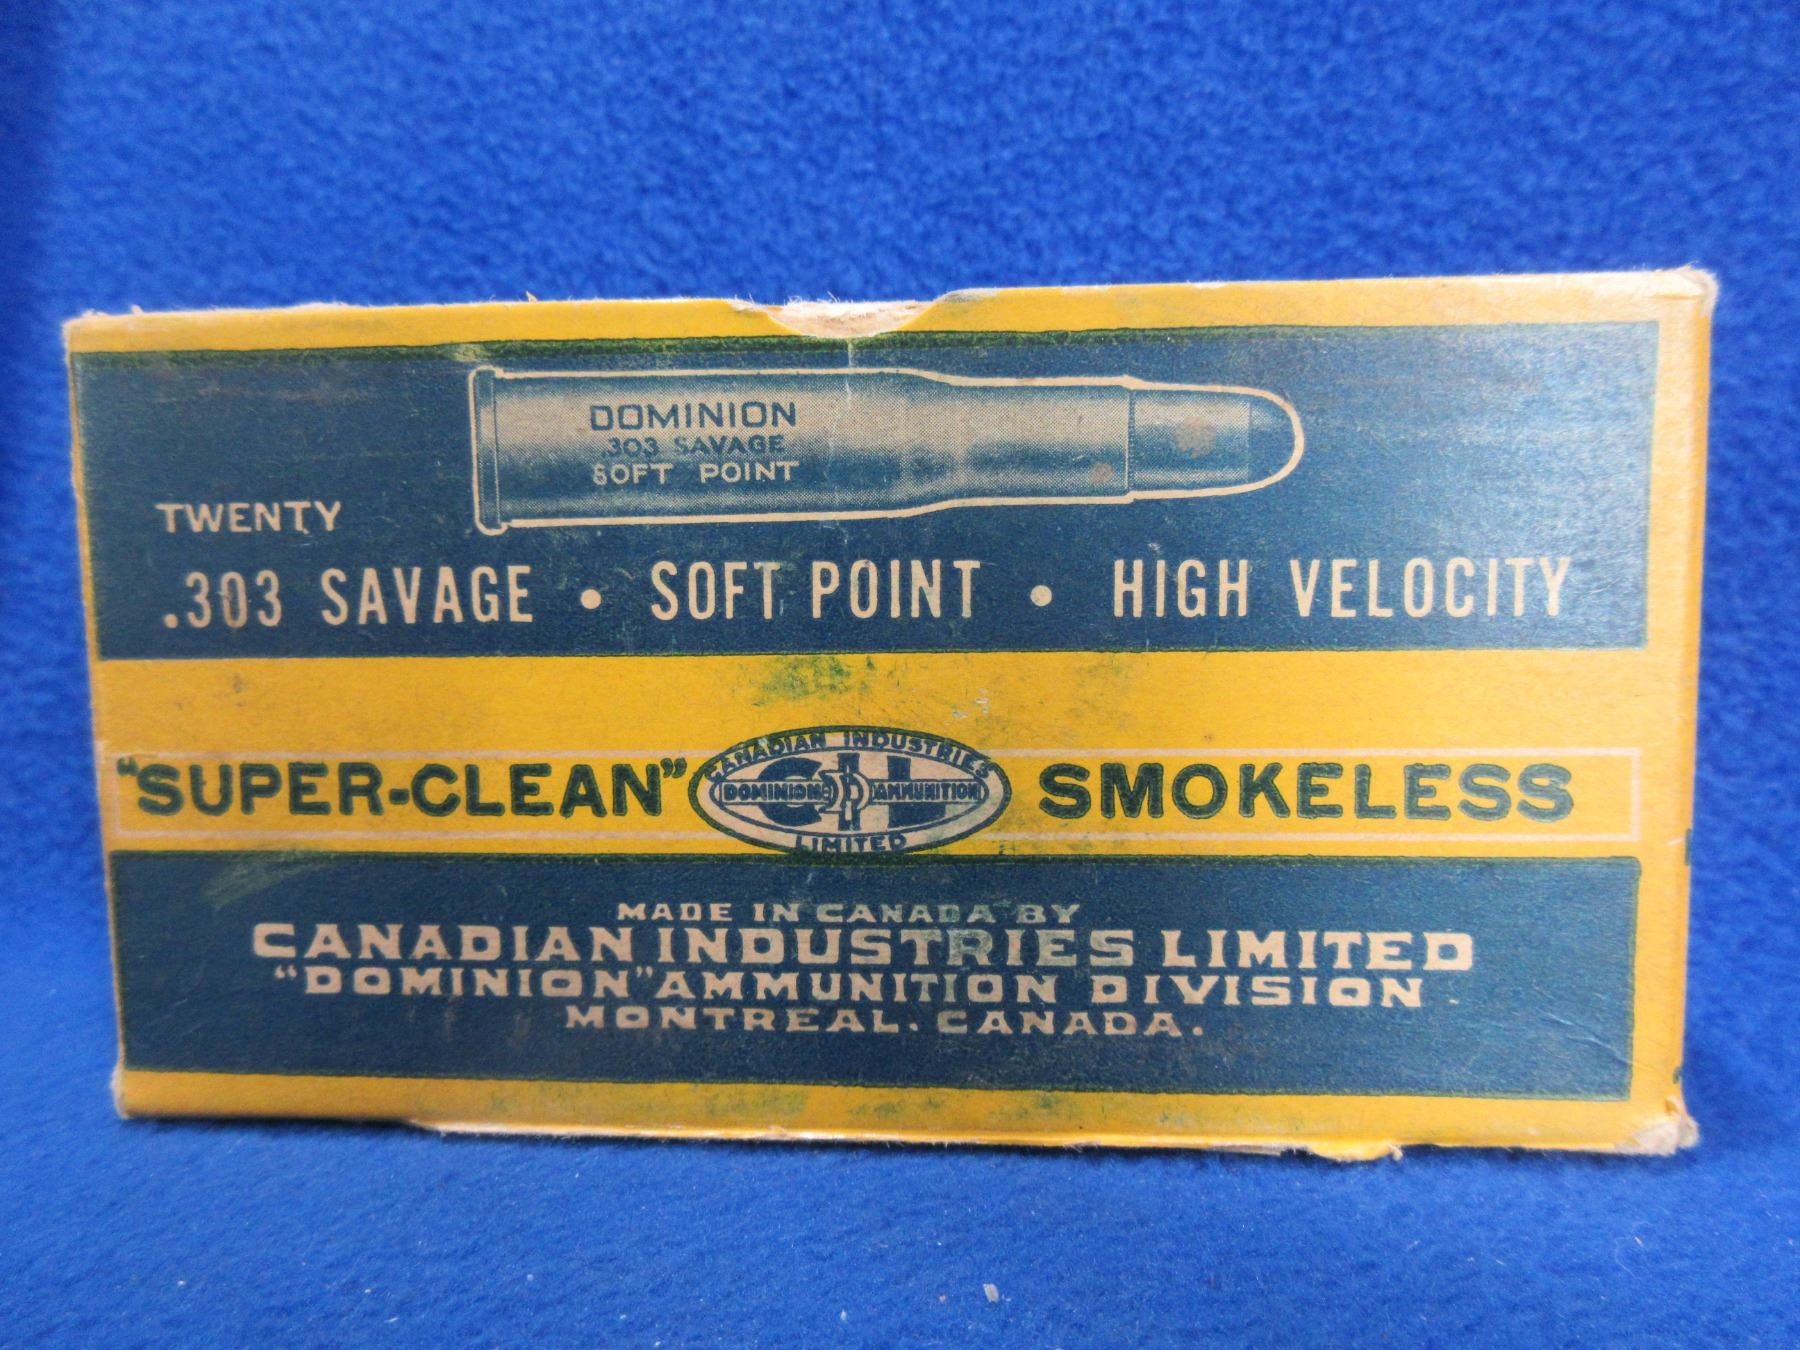 DOMINION
.303 SAVAGE
SOFT POINT
TWENTY
.303 SAVAGE • SOFT POINT • HIGH VELOCITY
"SUPER-CLEAN" SMOKELESS
CANADIAN INDUSTRIES
CIL
DOMINION AMMUNITION
LIMITED
MADE IN CANADA BY
CANADIAN INDUSTRIES LIMITED
"DOMINION" AMMUNITION DIVISION
MONTREAL. CANADA.